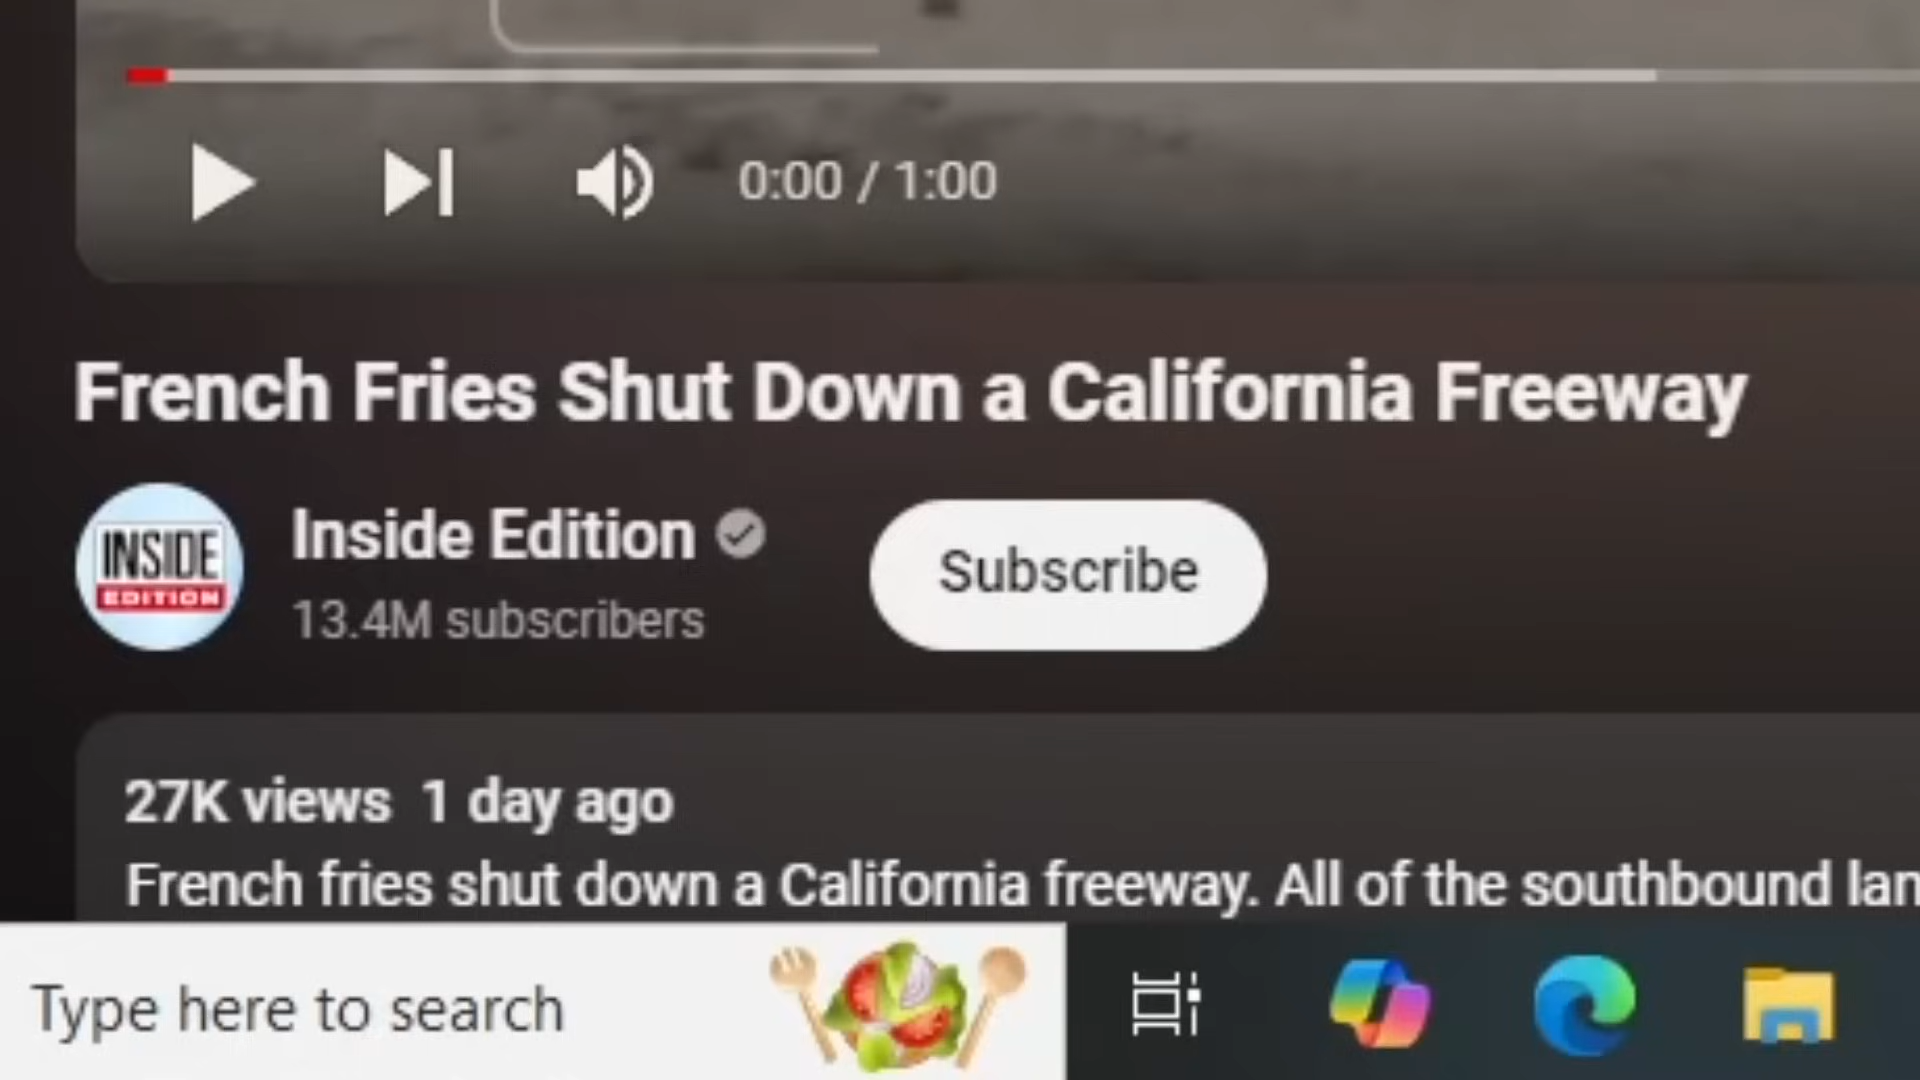 0:00 / 1:00
French Fries Shut Down a California Freeway
INSIDE
EDITION
Inside Edition
13.4M subscribers
Subscribe
27K views 1 day ago
French fries shut down a California freeway. All of the southbound lan
Type here to search